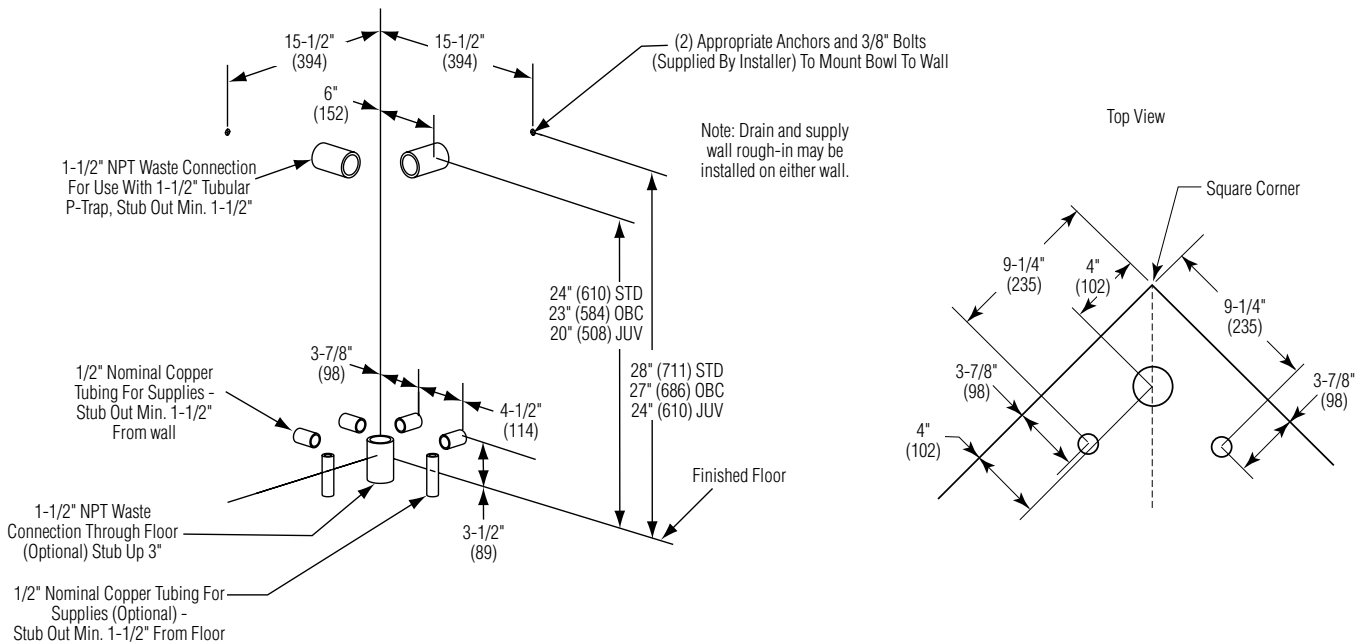 15-1/2"
(394)
15-1/2"
(394)
(2) Appropriate Anchors and 3/8" Bolts
(Supplied By Installer) To Mount Bowl To Wall
6"
(152)
Note: Drain and supply
wall rough-in may be
installed on either wall.
1-1/2" NPT Waste Connection
For Use With 1-1/2" Tubular
P-Trap, Stub Out Min. 1-1/2"
24" (610) STD
23" (584) OBC
20" (508) JUV
28" (711) STD
27" (686) OBC
24" (610) JUV
3-7/8"
(98)
4-1/2"
(114)
1/2" Nominal Copper
Tubing For Supplies -
Stub Out Min. 1-1/2"
From wall
Finished Floor
3-1/2"
(89)
1-1/2" NPT Waste
Connection Through Floor
(Optional) Stub Up 3"
1/2" Nominal Copper Tubing For
Supplies (Optional) -
Stub Out Min. 1-1/2" From Floor
Top View
Square Corner
9-1/4"
(235)
4"
(102)
9-1/4"
(235)
3-7/8"
(98)
3-7/8"
(98)
4"
(102)